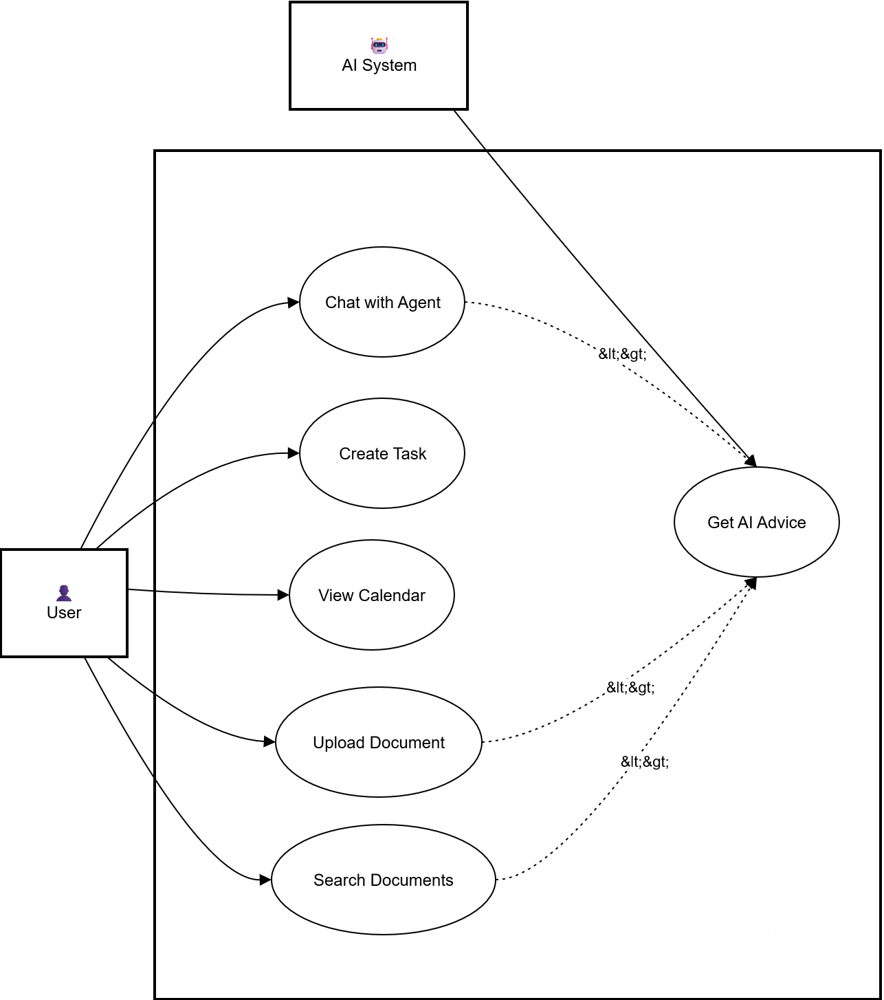 AI System
Chat with Agent
&lt;&gt;
Create Task
Get AI Advice
View Calendar
User
&lt;&gt;
Upload Document
&lt;&gt;
Search Documents